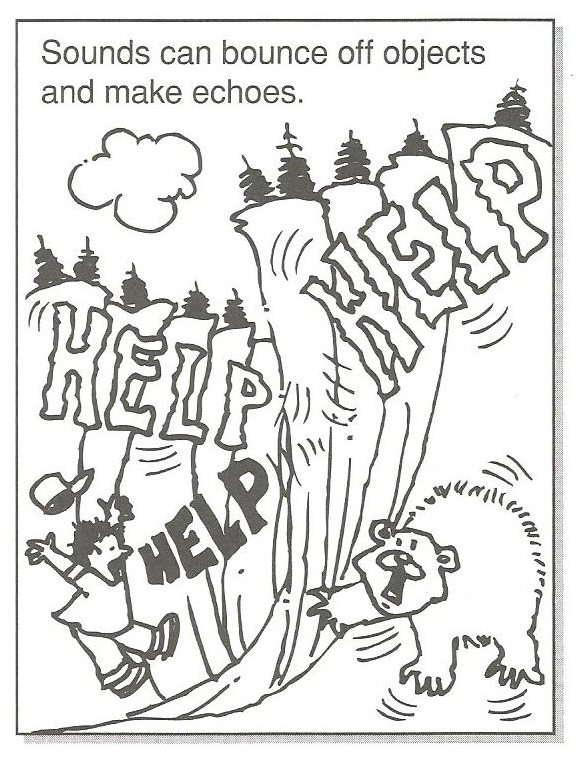 Sounds can bounce off objects
and make echoes.
HELP
HELP
HELP